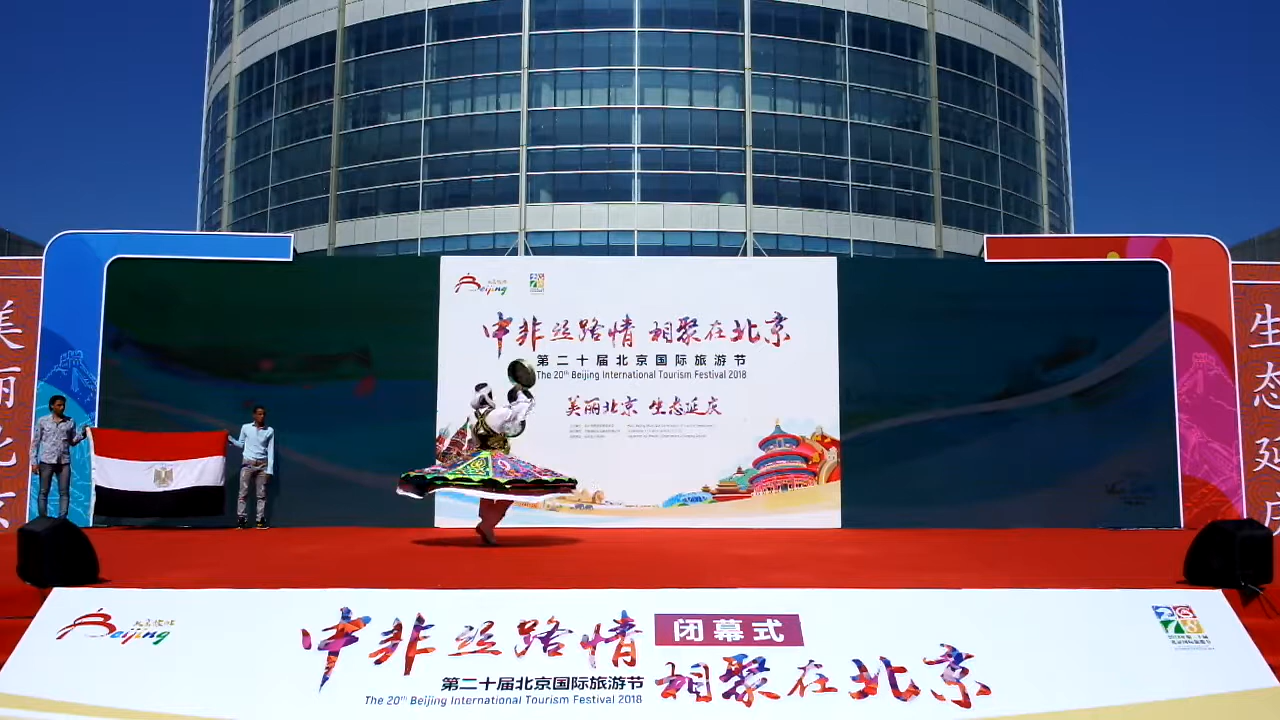 Beijing
中非丝路情 相聚在北京
第二十届北京国际旅游节
The 20th Beijing International Tourism Festival 2018
美丽北京 生态延庆
美丽北京
生态延庆
Beijing
中非丝路情
闭幕式
相聚在北京
第二十届北京国际旅游节
The 20th Beijing International Tourism Festival 2018